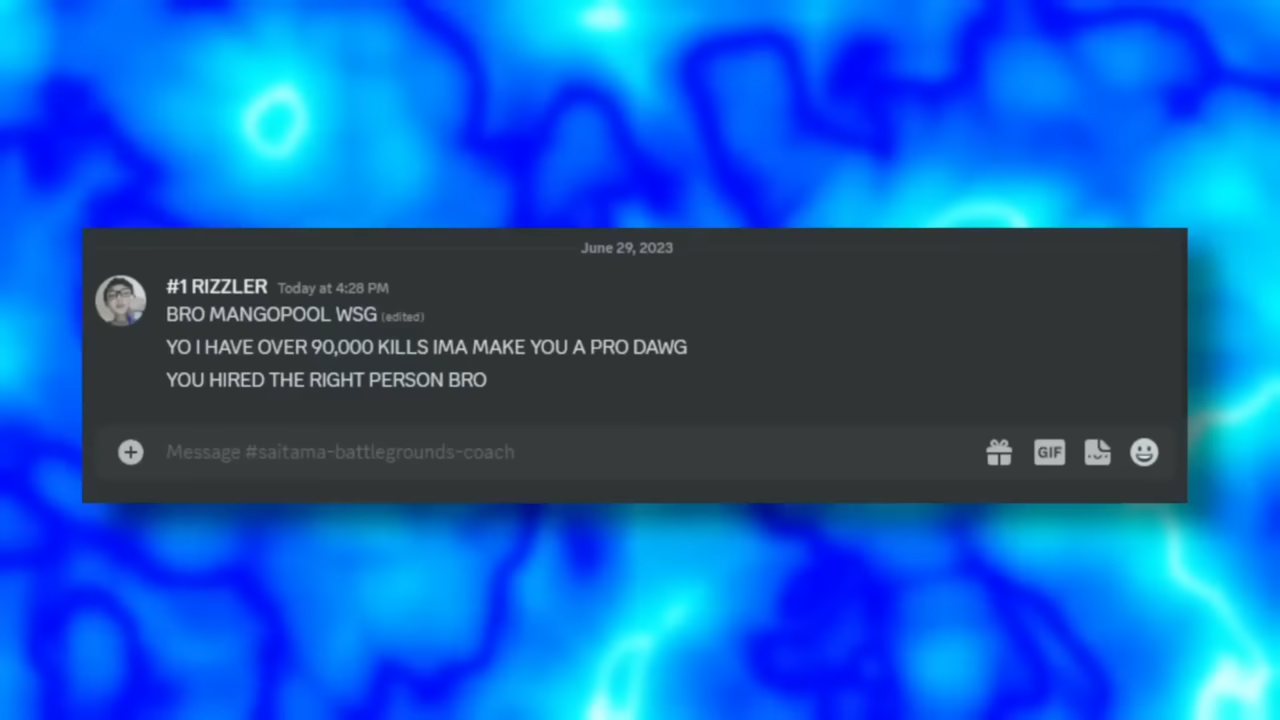 June 29, 2023
#1 RIZZLER Today at 4:28 PM
BRO MANGOPOOL WSG (edited)
YO I HAVE OVER 90,000 KILLS IMA MAKE YOU A PRO DAWG
YOU HIRED THE RIGHT PERSON BRO
Message #saitama-battlegrounds-coach
GIF